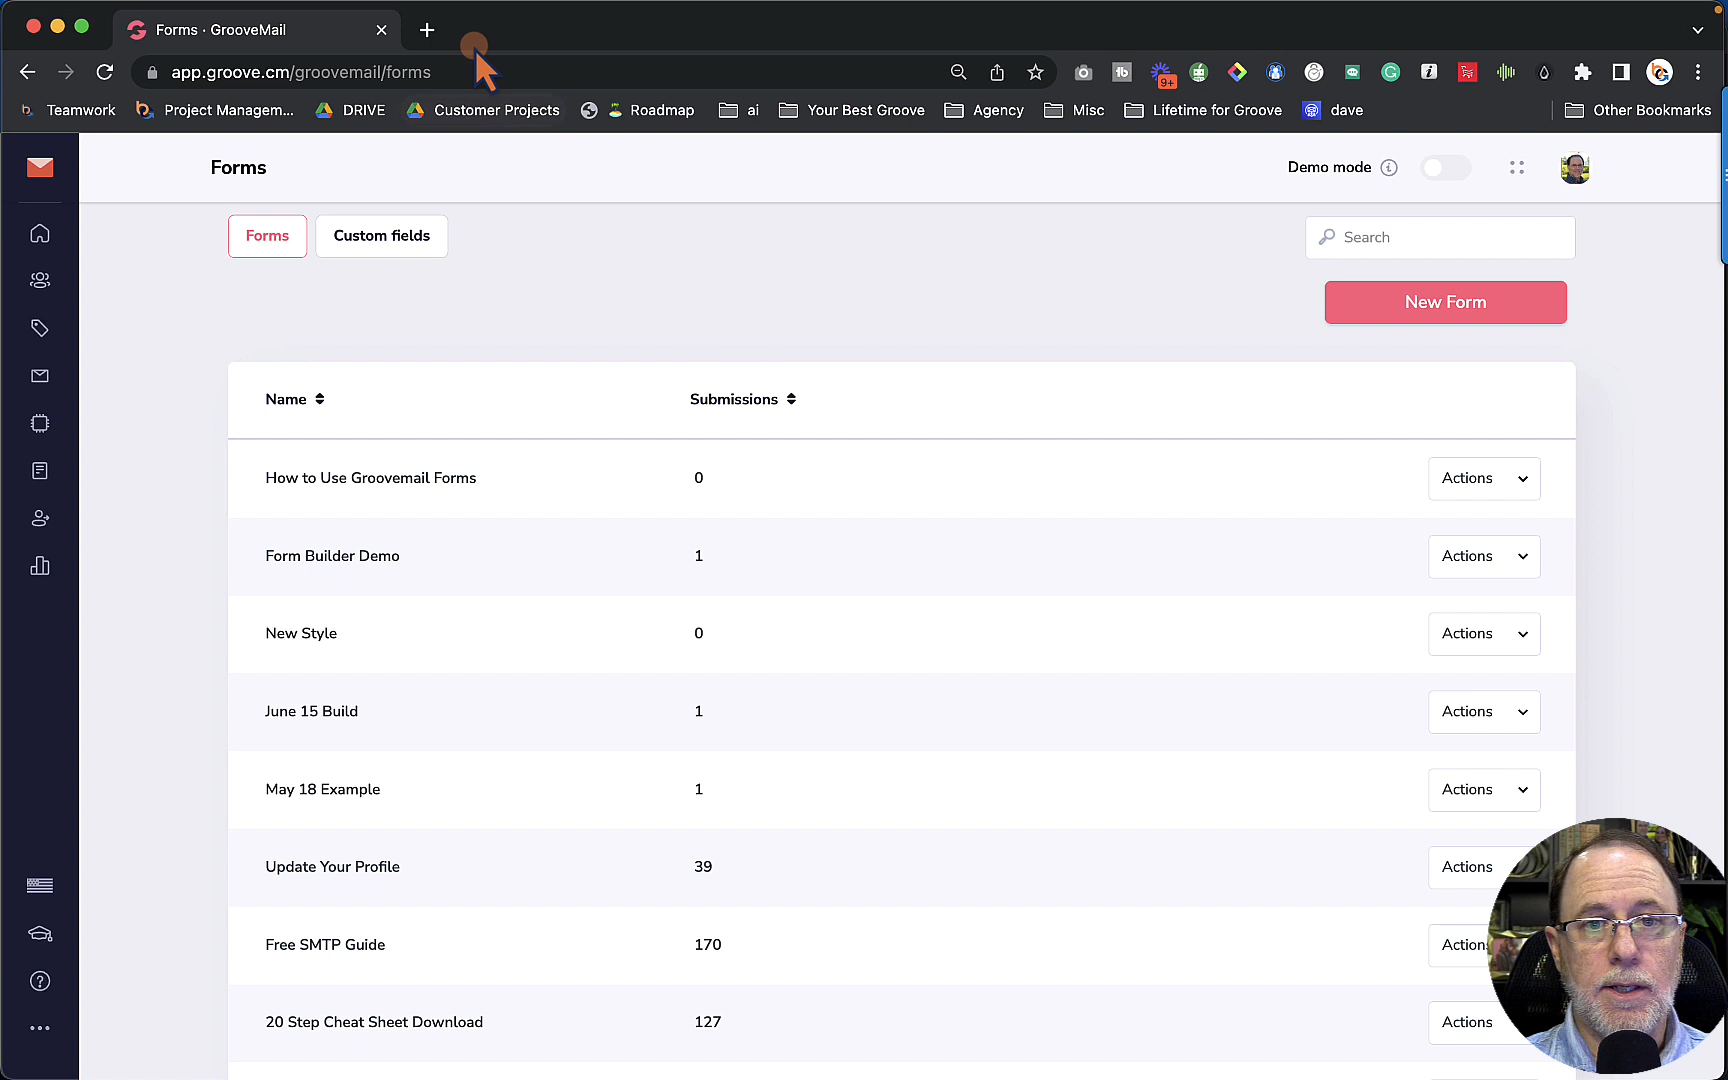 Forms · GrooveMail
app.groove.cm/groovemail/forms
tb
9+
Teamwork
Project Managem...
DRIVE
Customer Projects
Roadmap
ai
Your Best Groove
Agency
Misc
Lifetime for Groove
dave
Other Bookmarks
Forms
Demo mode
Forms
Custom fields
Search
New Form
Name
Submissions
How to Use Groovemail Forms 0 Actions
Form Builder Demo 1 Actions
New Style 0 Actions
June 15 Build 1 Actions
May 18 Example 1 Actions
Update Your Profile 39 Actions
Free SMTP Guide 170 Action
20 Step Cheat Sheet Download 127 Actions